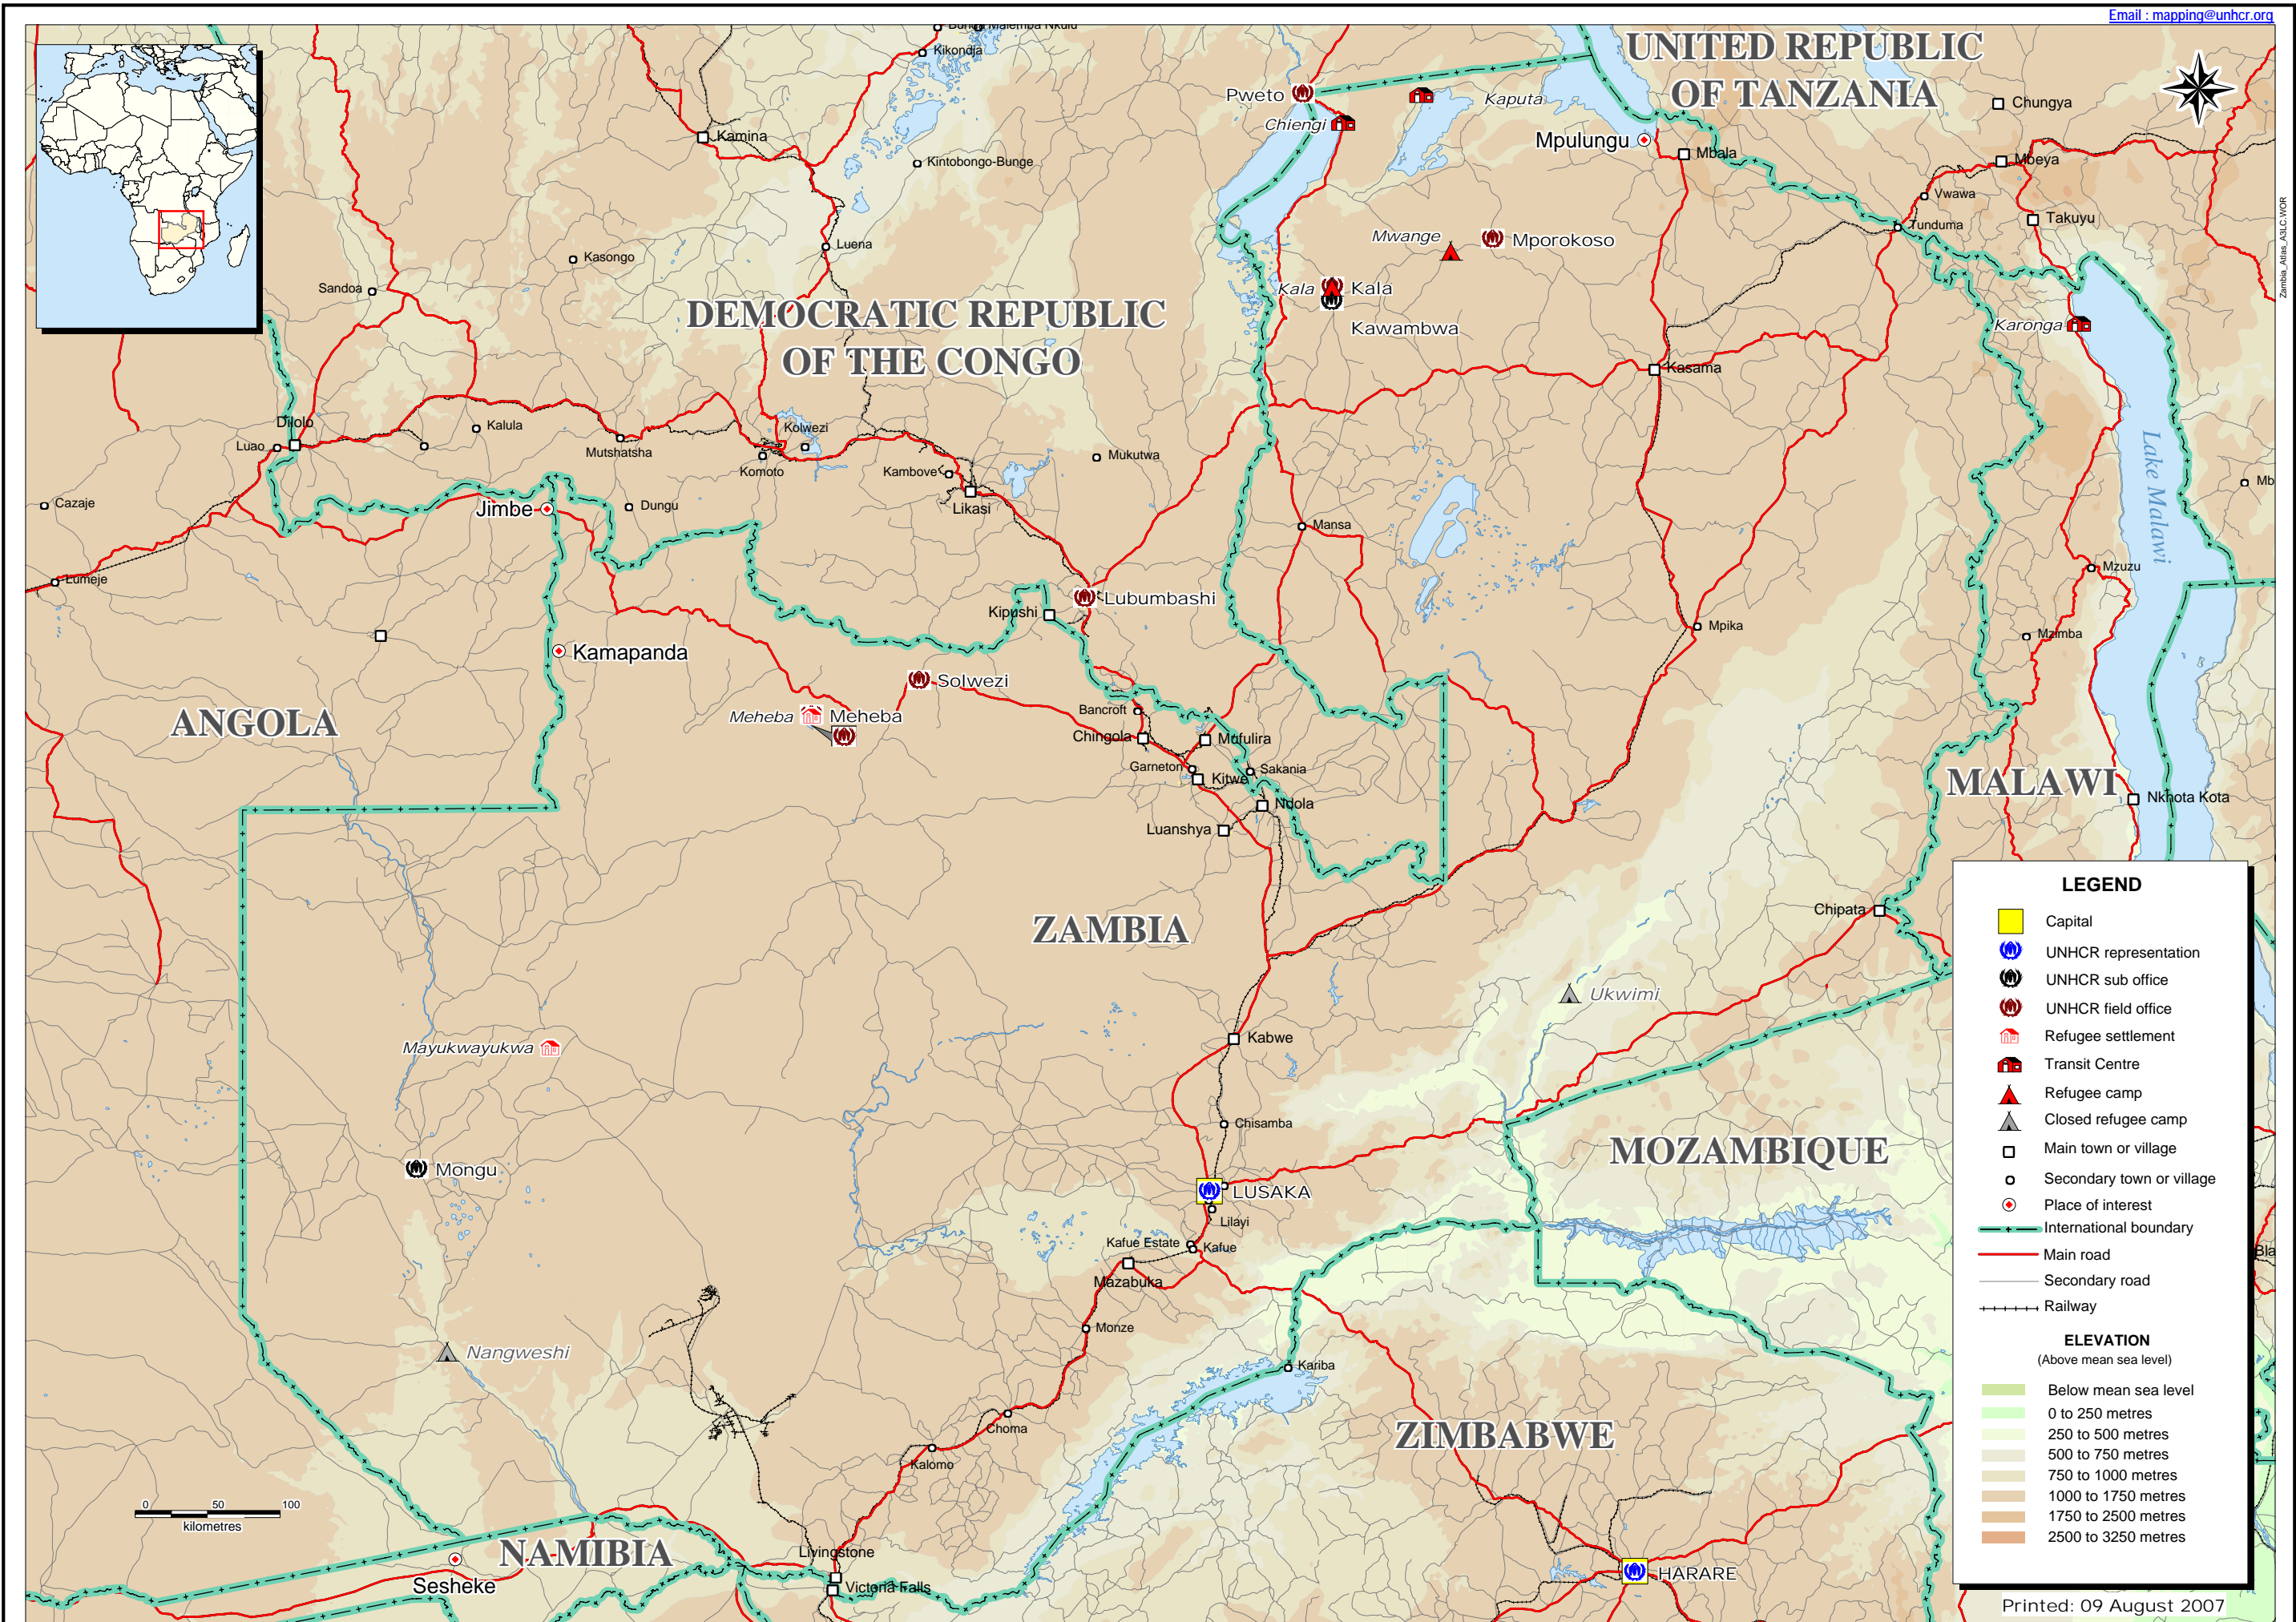 Email : mapping@unhcr.org
Zambia_Atlas_A3LC.WOR
UNITED REPUBLIC
OF TANZANIA
DEMOCRATIC REPUBLIC
OF THE CONGO
ANGOLA
ZAMBIA
MALAWI
MOZAMBIQUE
ZIMBABWE
NAMIBIA
Lake Malawi
Kikondja
Kamina
Kintobongo-Bunge
Luena
Kasongo
Sandoa
Pweto
Chiengi
Kaputa
Mpulungu
Mbala
Chungya
Mbeya
Vwawa
Takuyu
Tunduma
Mwange
Mporokoso
Kala
Kala
Kawambwa
Karonga
Kasama
Dilolo
Luao
Kalula
Mutshatsha
Kolwezi
Komoto
Kambove
Likasi
Mukutwa
Cazaje
Jimbe
Dungu
Mansa
Lumeje
Mzuzu
Lubumbashi
Kipushi
Mpika
Mzimba
Kamapanda
Solwezi
Meheba
Meheba
Bancroft
Chingola
Mufulira
Garneton
Kitwe
Sakania
Ndola
Luanshya
Nkhota Kota
Chipata
Ukwimi
Kabwe
Mayukwayukwa
Chisamba
Mongu
LUSAKA
Lilayi
Kafue Estate
Kafue
Mazabuka
Monze
Nangweshi
Kariba
Choma
Kalomo
Livingstone
Victoria Falls
Sesheke
HARARE
Mb
Bla
0 50 100
kilometres
LEGEND
Capital
UNHCR representation
UNHCR sub office
UNHCR field office
Refugee settlement
Transit Centre
Refugee camp
Closed refugee camp
Main town or village
Secondary town or village
Place of interest
International boundary
Main road
Secondary road
Railway
ELEVATION
(Above mean sea level)
Below mean sea level
0 to 250 metres
250 to 500 metres
500 to 750 metres
750 to 1000 metres
1000 to 1750 metres
1750 to 2500 metres
2500 to 3250 metres
Printed: 09 August 2007